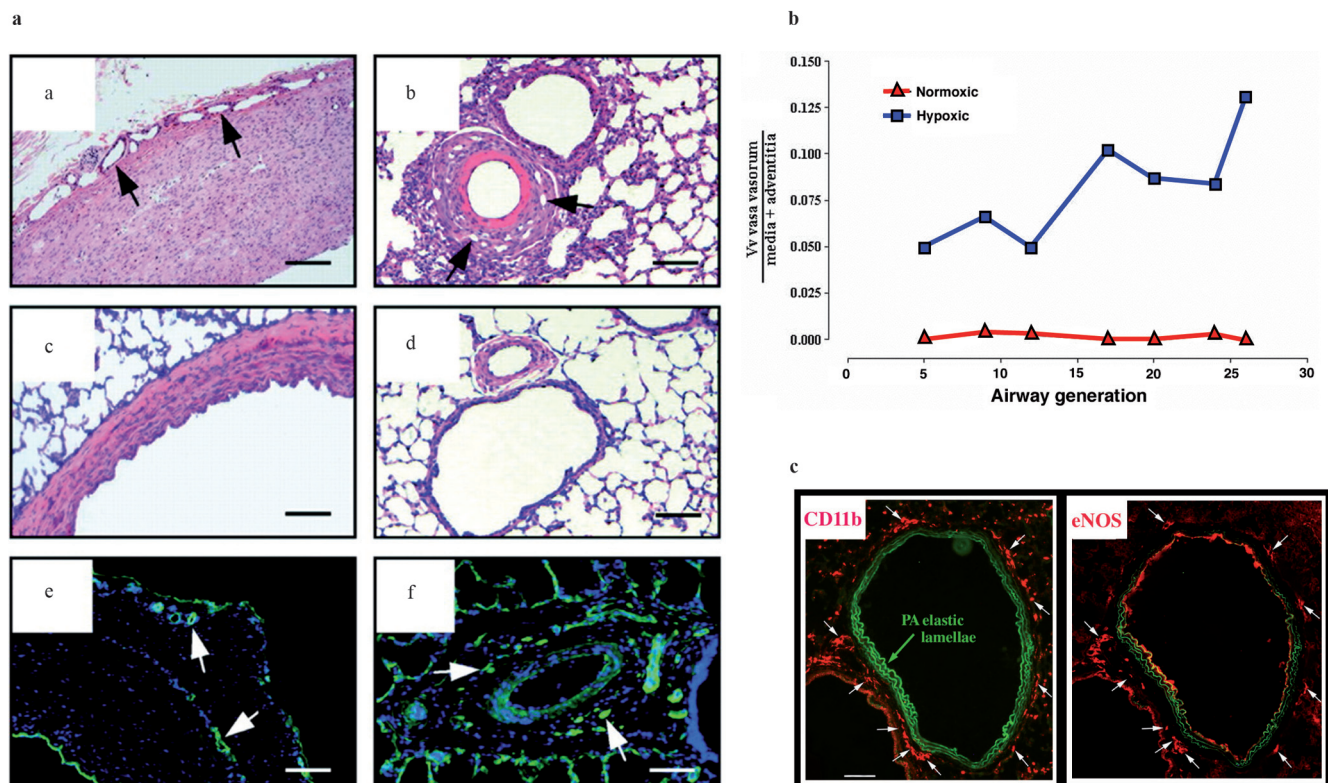 a
a
b
c
d
e
f
b
0.150
0.125
0.100
0.075
0.050
0.025
0.000
Vv vasa vasorum
media + adventitia
Normoxic
Hypoxic
0 5 10 15 20 25 30
Airway generation
c
CD11b
PA elastic
lamellae
eNOS